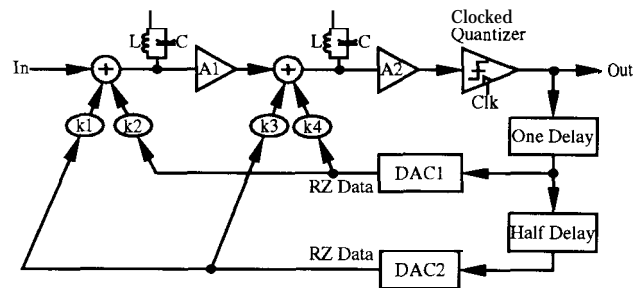 Clocked
Quantizer
L C
L C
In
A1
A2
Out
Clk
k1 k2
k3 k4
One Delay
RZ Data
DAC1
Half Delay
RZ Data
DAC2